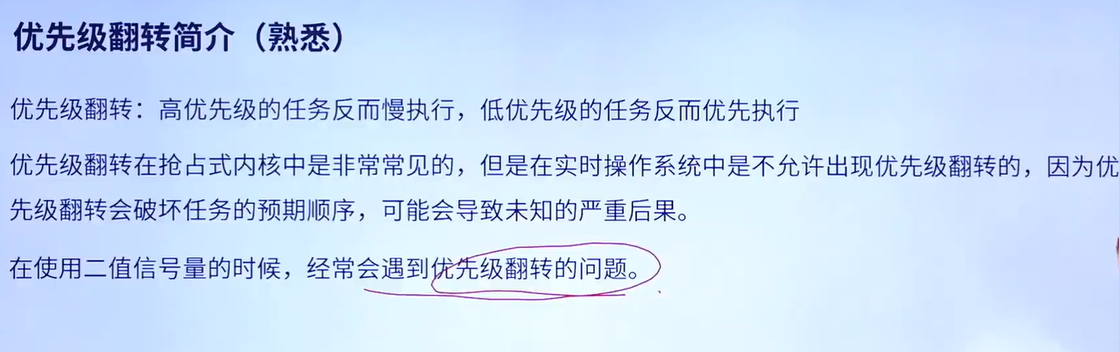 优先级翻转简介（熟悉）
优先级翻转：高优先级的任务反而慢执行，低优先级的任务反而优先执行
优先级翻转在抢占式内核中是非常常见的，但是在实时操作系统中是不允许出现优先级翻转的，因为优
先级翻转会破坏任务的预期顺序，可能会导致未知的严重后果。
在使用二值信号量的时候，经常会遇到优先级翻转的问题。